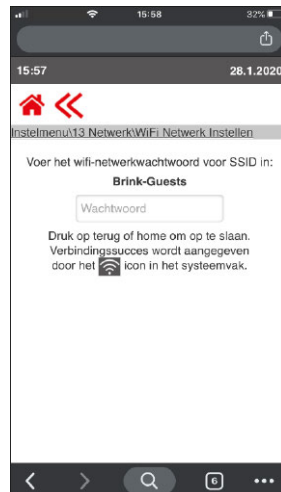 15:58 32%
15:57 28.1.2020
Instelmenu\13 Netwerk\WiFi Netwerk Instellen
Voer het wifi-netwerkwachtwoord voor SSID in:
Brink-Guests
Wachtwoord
Druk op terug of home om op te slaan.
Verbindingssucces wordt aangegeven
door het icon in het systeemvak.
6